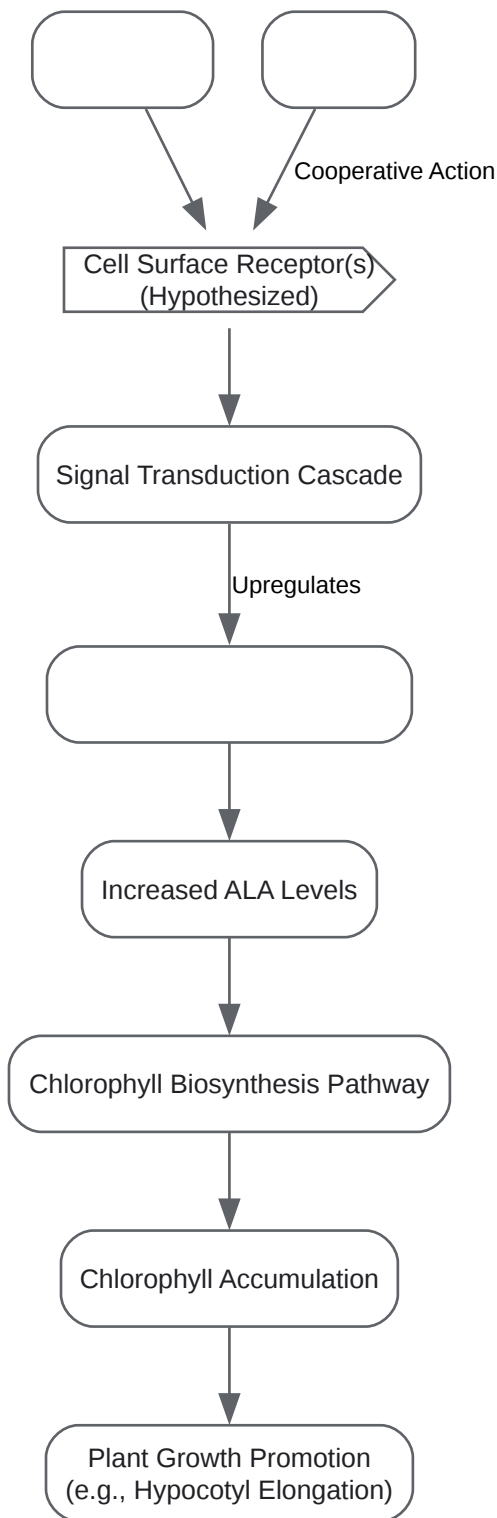 Cooperative Action
Cell Surface Receptor(s)
(Hypothesized)
Signal Transduction Cascade
Upregulates
Increased ALA Levels
Chlorophyll Biosynthesis Pathway
Chlorophyll Accumulation
Plant Growth Promotion
(e.g., Hypocotyl Elongation)